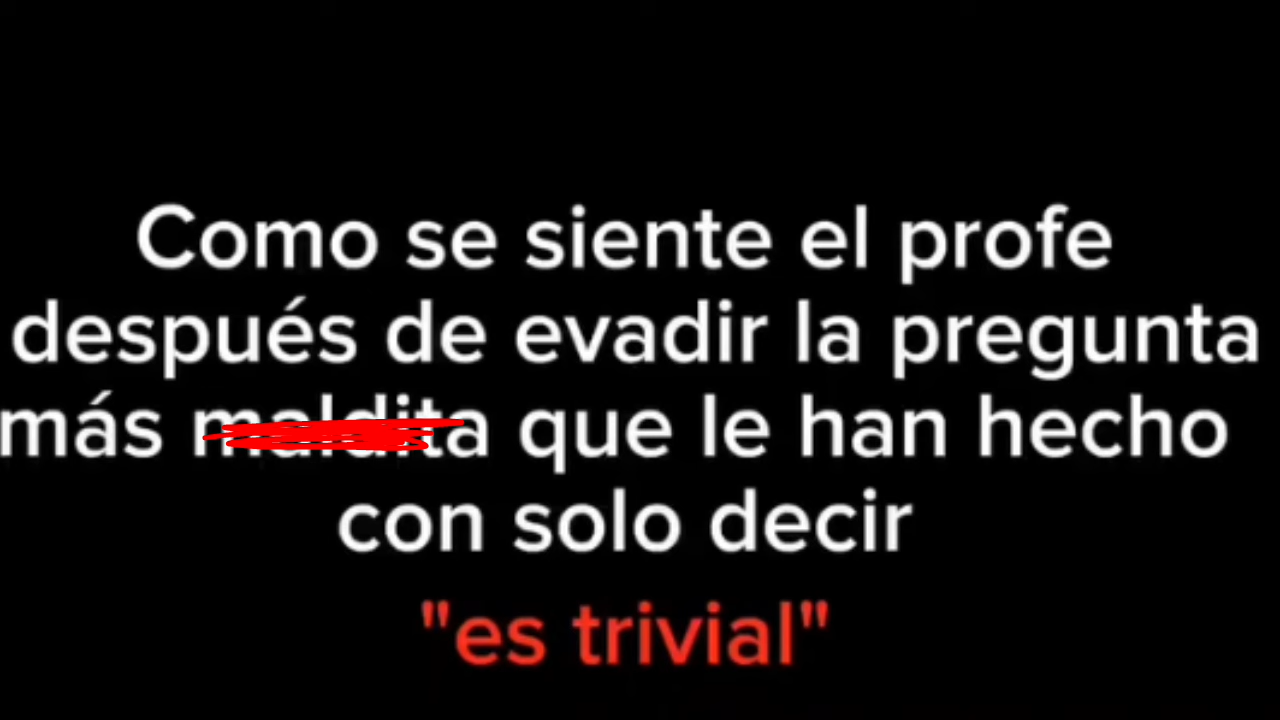 Como se siente el profe
después de evadir la pregunta
más maldita que le han hecho
con solo decir
"es trivial"